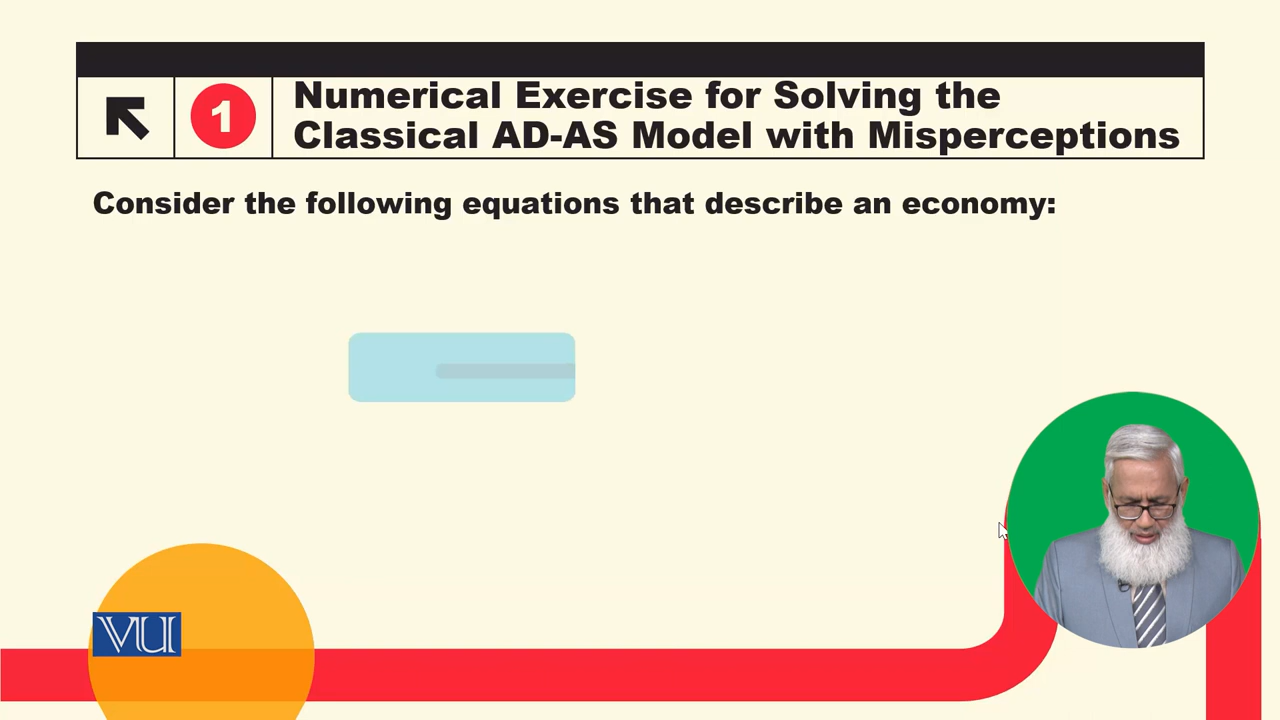 1
Numerical Exercise for Solving the
Classical AD-AS Model with Misperceptions
Consider the following equations that describe an economy:
VU